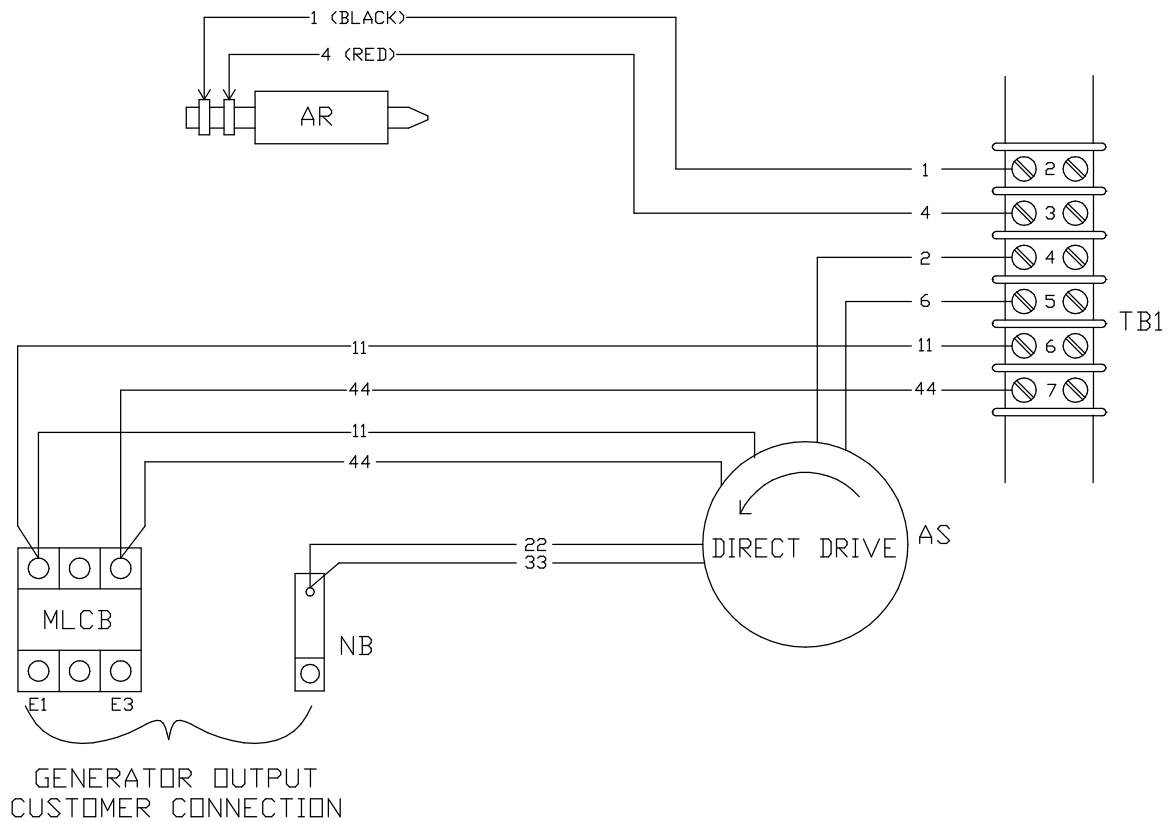 1 (BLACK)
4 (RED)
AR
1
2
4
3
2
4
6
5
TB1
11
11
6
44
44
7
11
44
22
33
DIRECT DRIVE
AS
MLCB
NB
E1
E3
GENERATOR OUTPUT
CUSTOMER CONNECTION